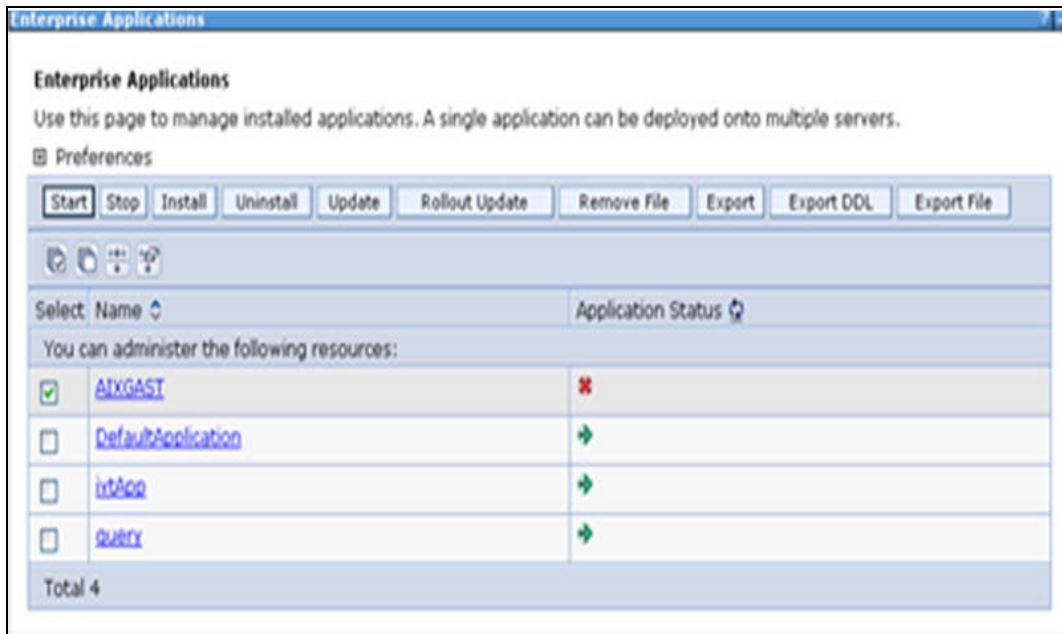 Enterprise Applications
?
Enterprise Applications
Use this page to manage installed applications. A single application can be deployed onto multiple servers.
Preferences
Start Stop Install Uninstall Update Rollout Update Remove File Export Export DDL Export File
Select Name Application Status
You can administer the following resources:
AIXGAST
DefaultApplication
ivtApp
query
Total 4